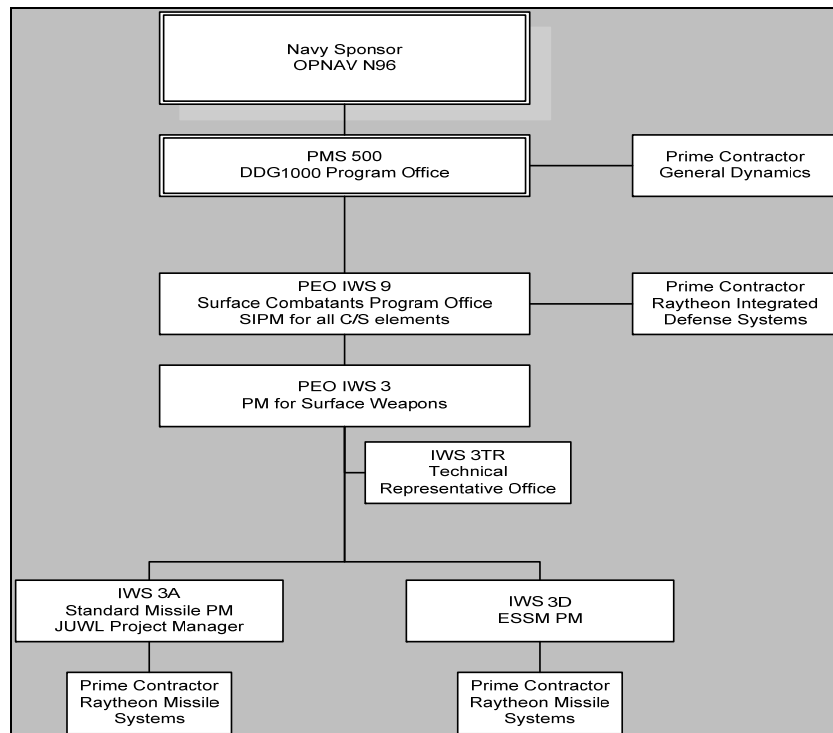 Navy Sponsor
OPNAV N96
PMS 500
DDG1000 Program Office
Prime Contractor
General Dynamics
PEO IWS 9
Surface Combatants Program Office
SIPM for all C/S elements
Prime Contractor
Raytheon Integrated
Defense Systems
PEO IWS 3
PM for Surface Weapons
IWS 3TR
Technical
Representative Office
IWS 3A
Standard Missile PM
JUWL Project Manager
IWS 3D
ESSM PM
Prime Contractor
Raytheon Missile
Systems
Prime Contractor
Raytheon Missile
Systems